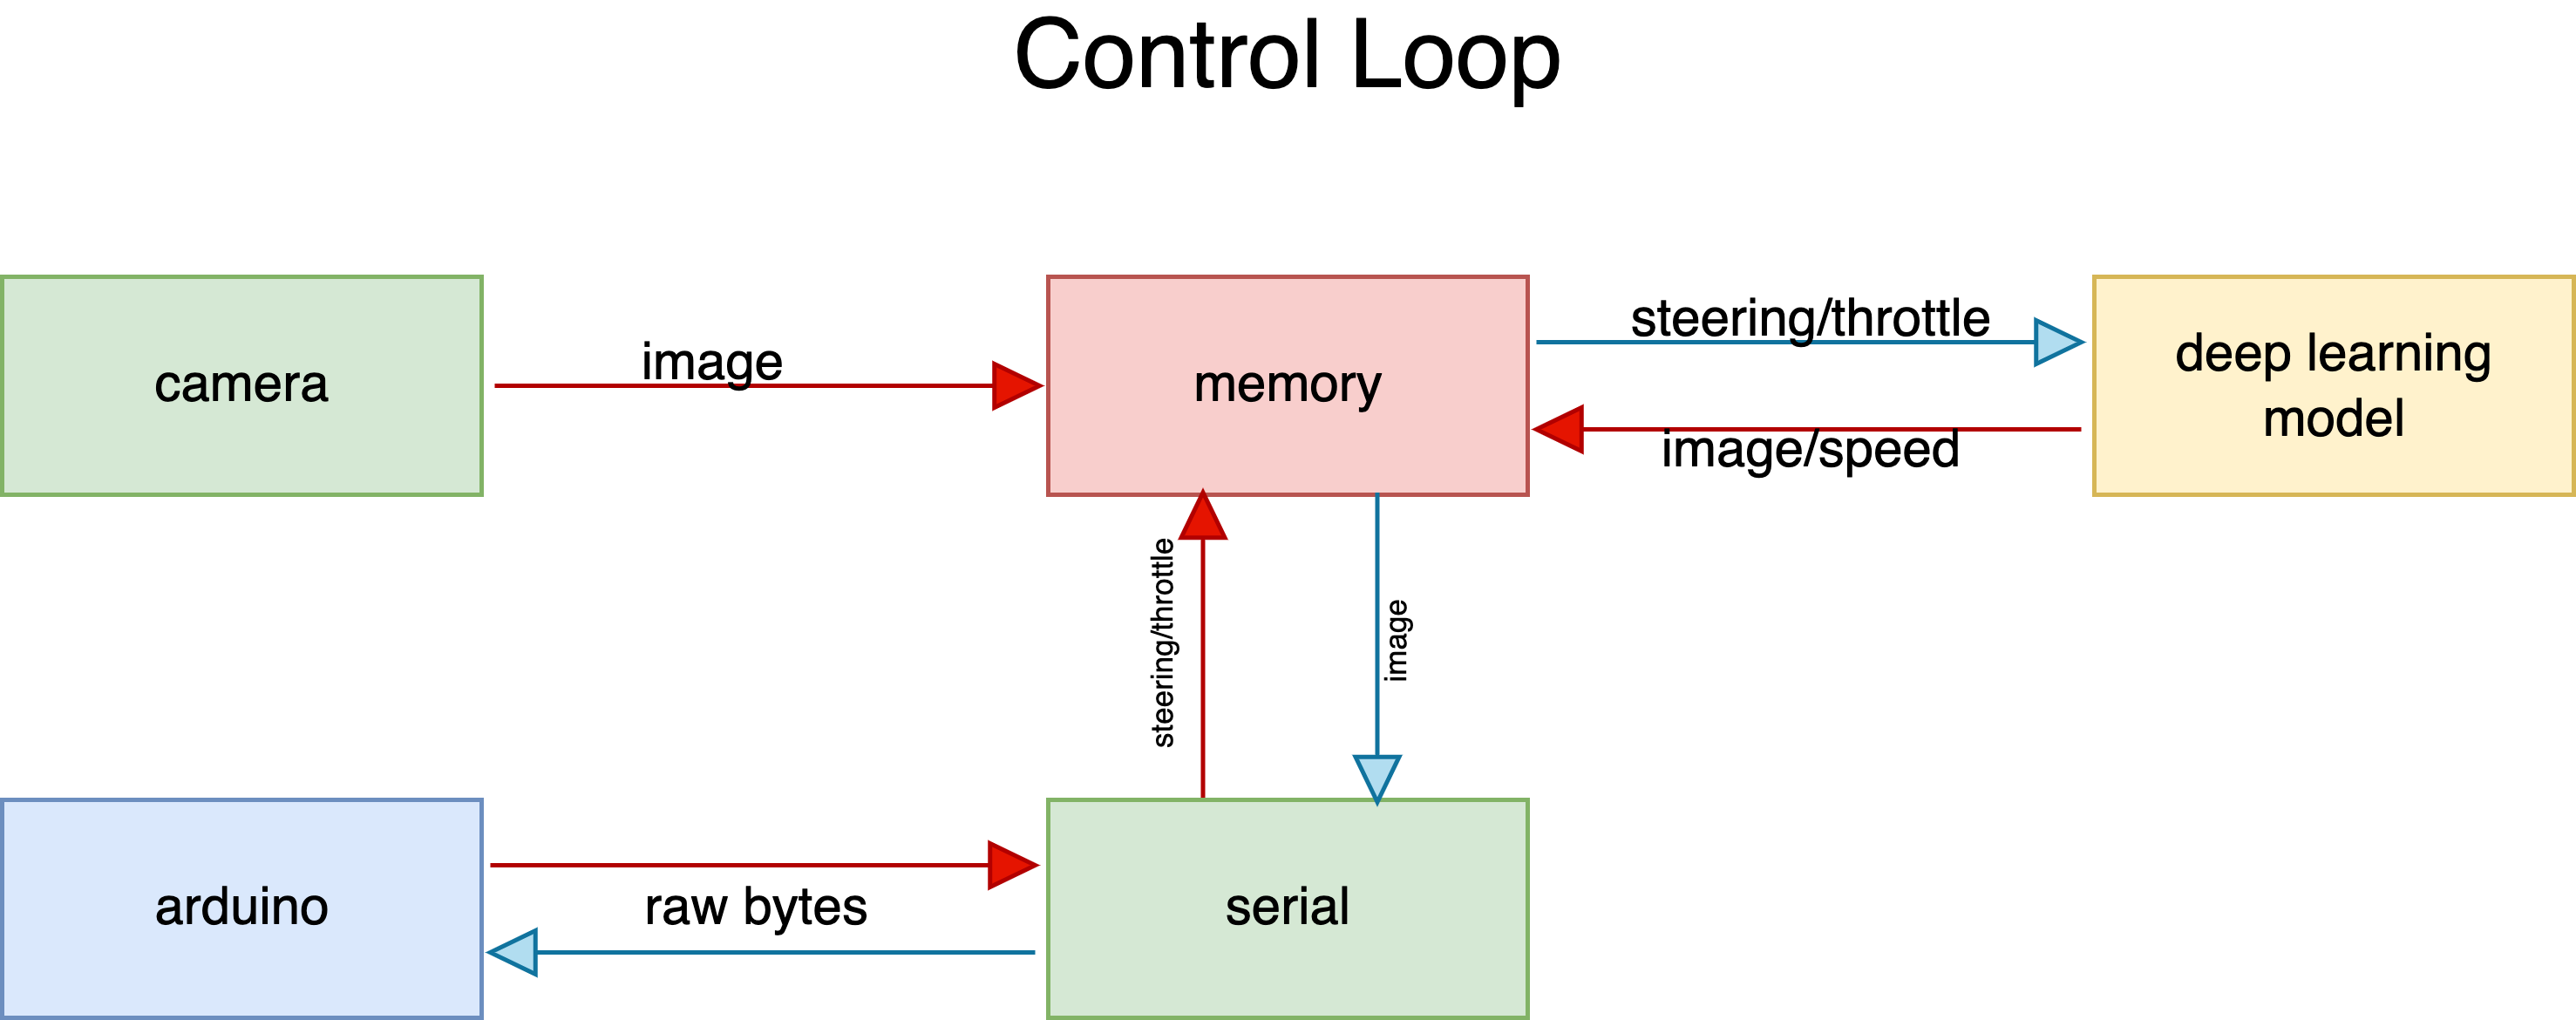 Control Loop
camera
image
memory
steering/throttle
image/speed
deep learning
model
steering/throttle
image
arduino
raw bytes
serial